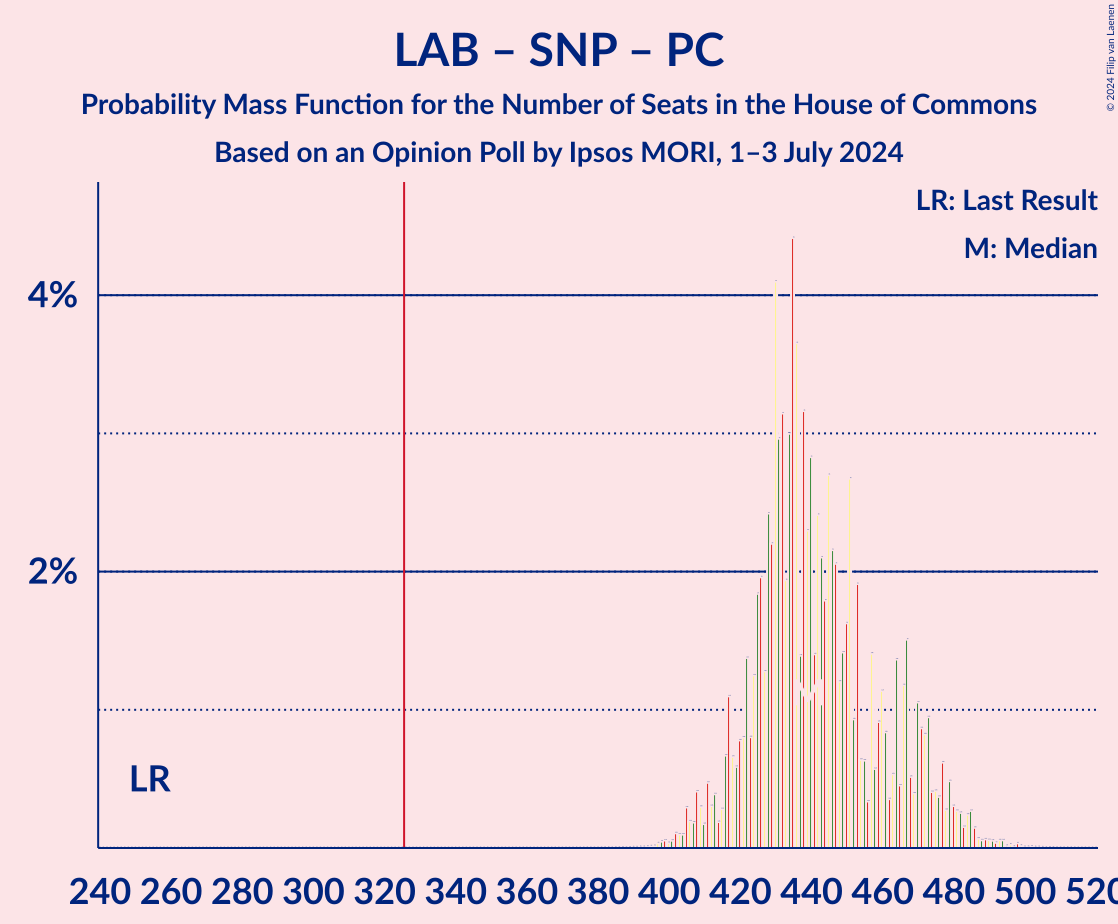 LAB – SNP – PC
Probability Mass Function for the Number of Seats in the House of Commons
Based on an Opinion Poll by Ipsos MORI, 1–3 July 2024
© 2024 Filip van Laenen
LR: Last Result
M: Median
4%
2%
LR
240 260 280 300 320 340 360 380 400 420 440 460 480 500 520